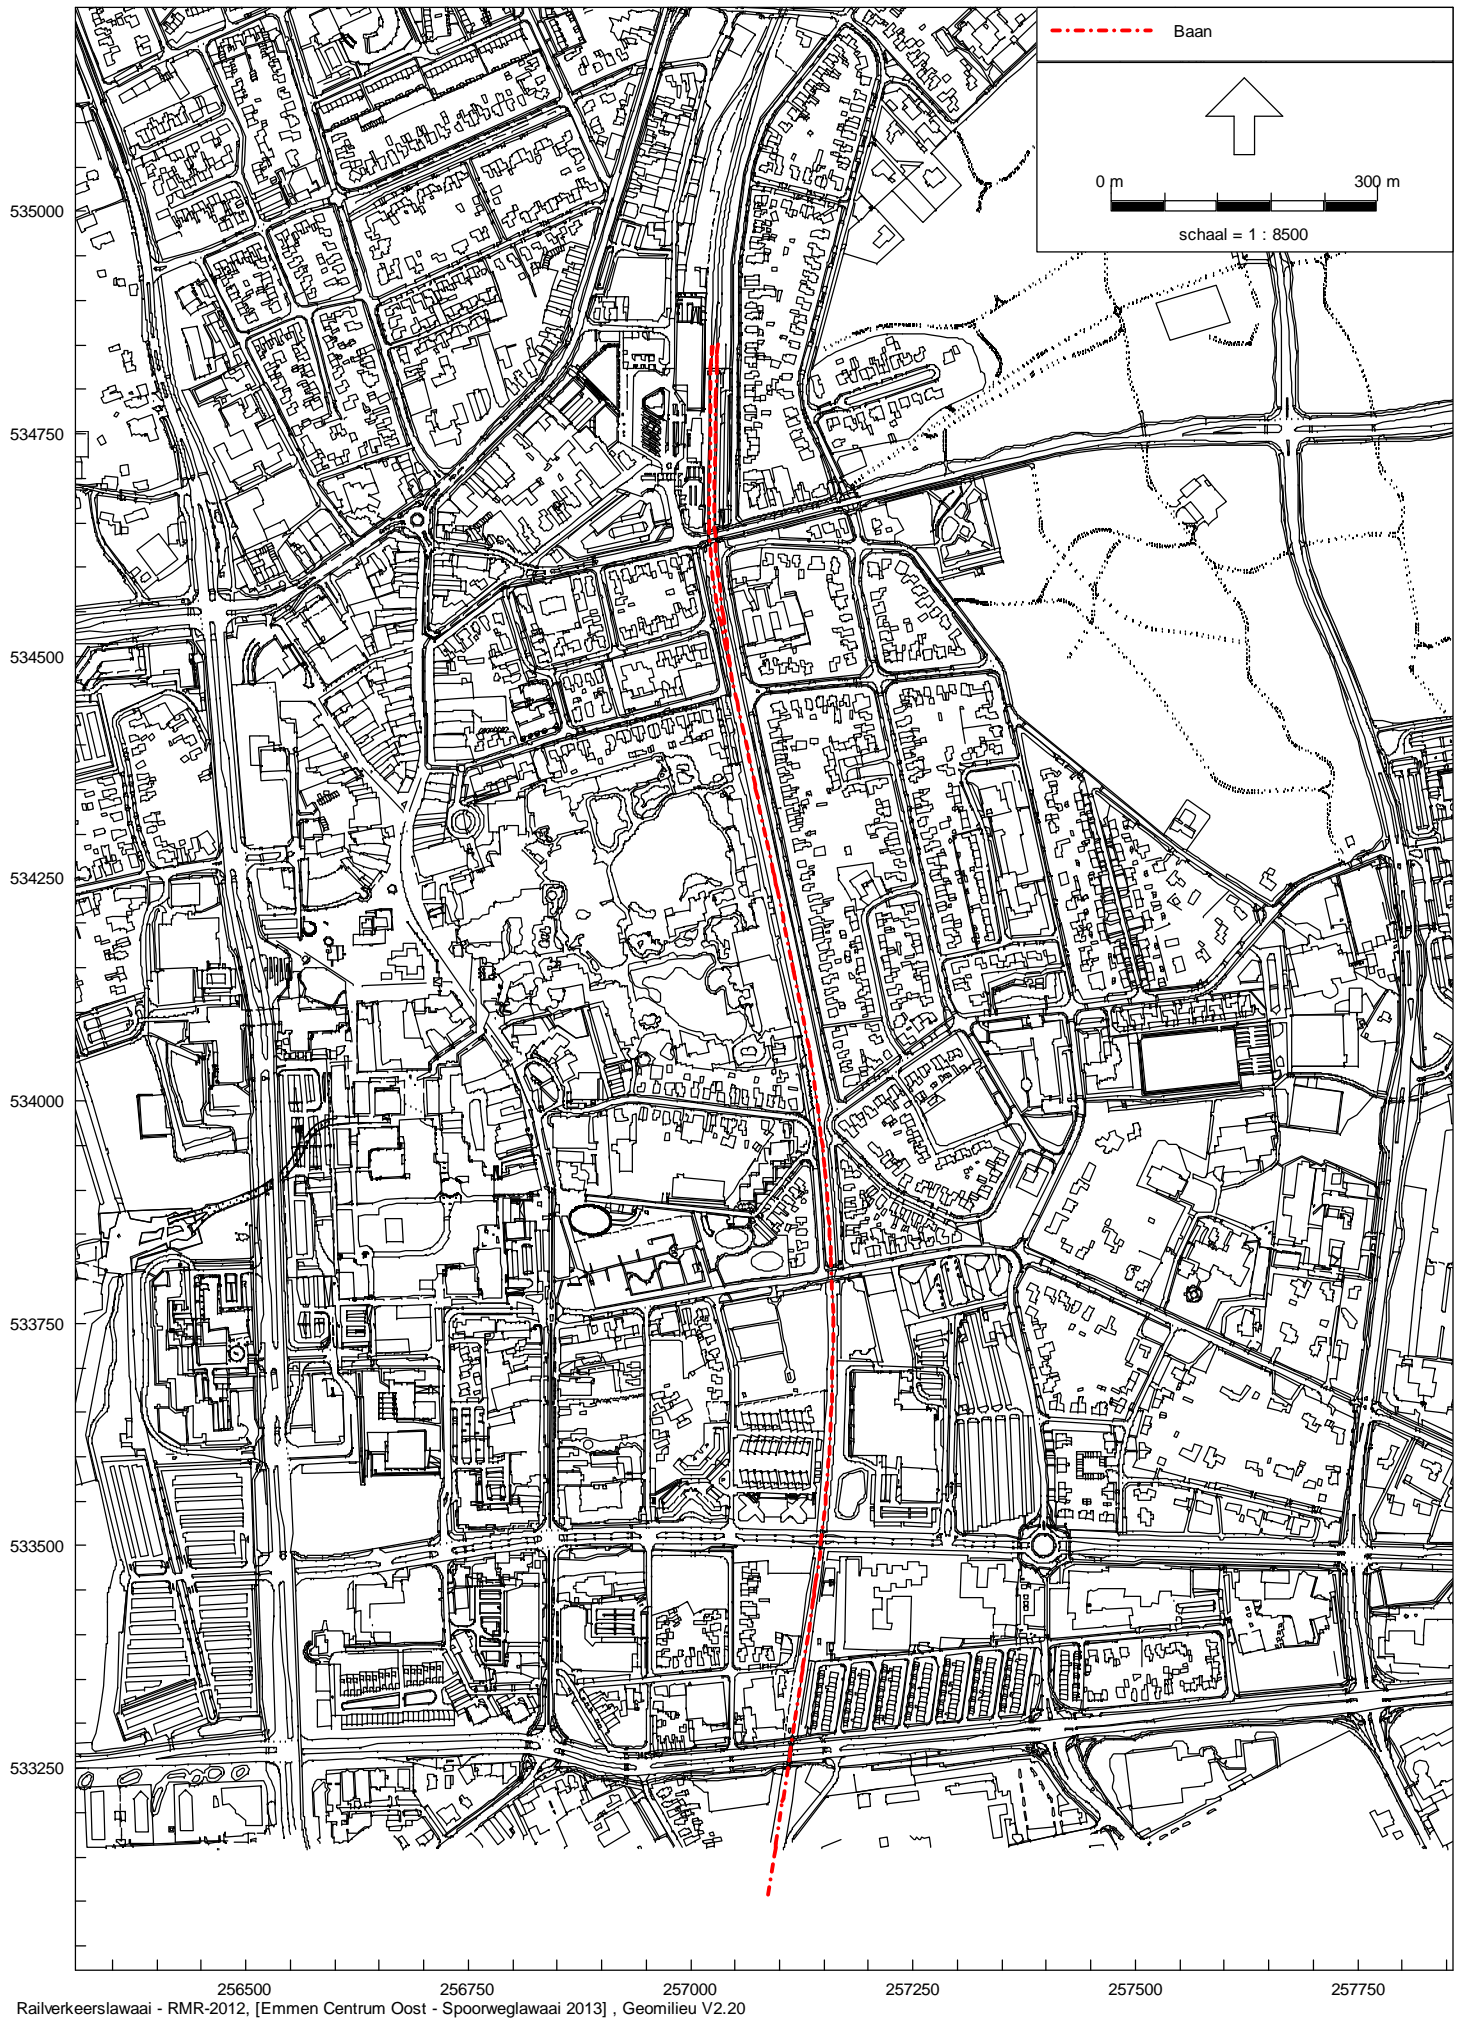 Baan
0 m 300 m
schaal = 1 : 8500
535000
534750
534500
534250
534000
533750
533500
533250
256500 256750 257000 257250 257500 257750
Railverkeerslawaai - RMR-2012, [Emmen Centrum Oost - Spoorweglawaai 2013] , Geomilieu V2.20